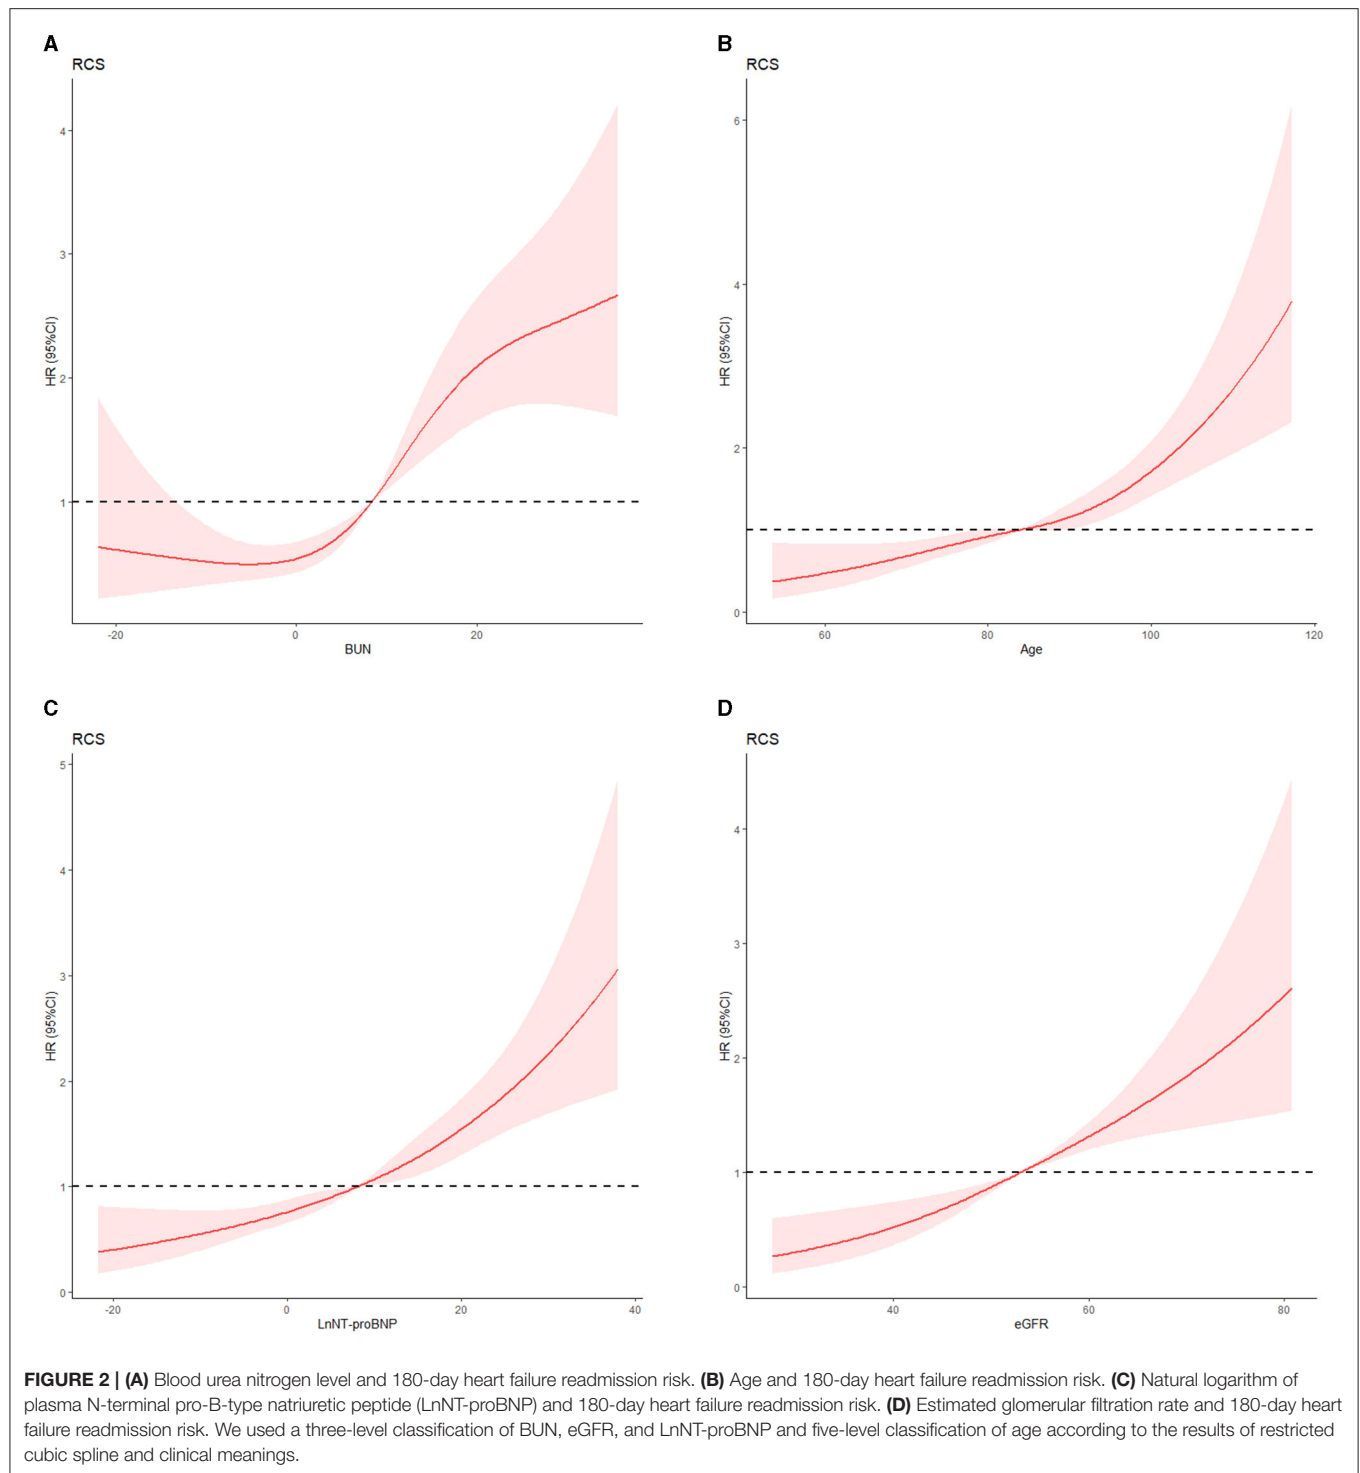 A
RCS
4
3
2
1
HR (95%CI)
-20
0
20
BUN
B
RCS
6
4
2
0
HR (95%CI)
60
80
100
120
Age
C
RCS
5
4
3
2
1
0
HR (95%CI)
-20
0
20
40
LnNT-proBNP
D
RCS
4
3
2
1
0
HR (95%CI)
40
60
80
eGFR
FIGURE 2 | (A) Blood urea nitrogen level and 180-day heart failure readmission risk. (B) Age and 180-day heart failure readmission risk. (C) Natural logarithm of
plasma N-terminal pro-B-type natriuretic peptide (LnNT-proBNP) and 180-day heart failure readmission risk. (D) Estimated glomerular filtration rate and 180-day heart
failure readmission risk. We used a three-level classification of BUN, eGFR, and LnNT-proBNP and five-level classification of age according to the results of restricted
cubic spline and clinical meanings.